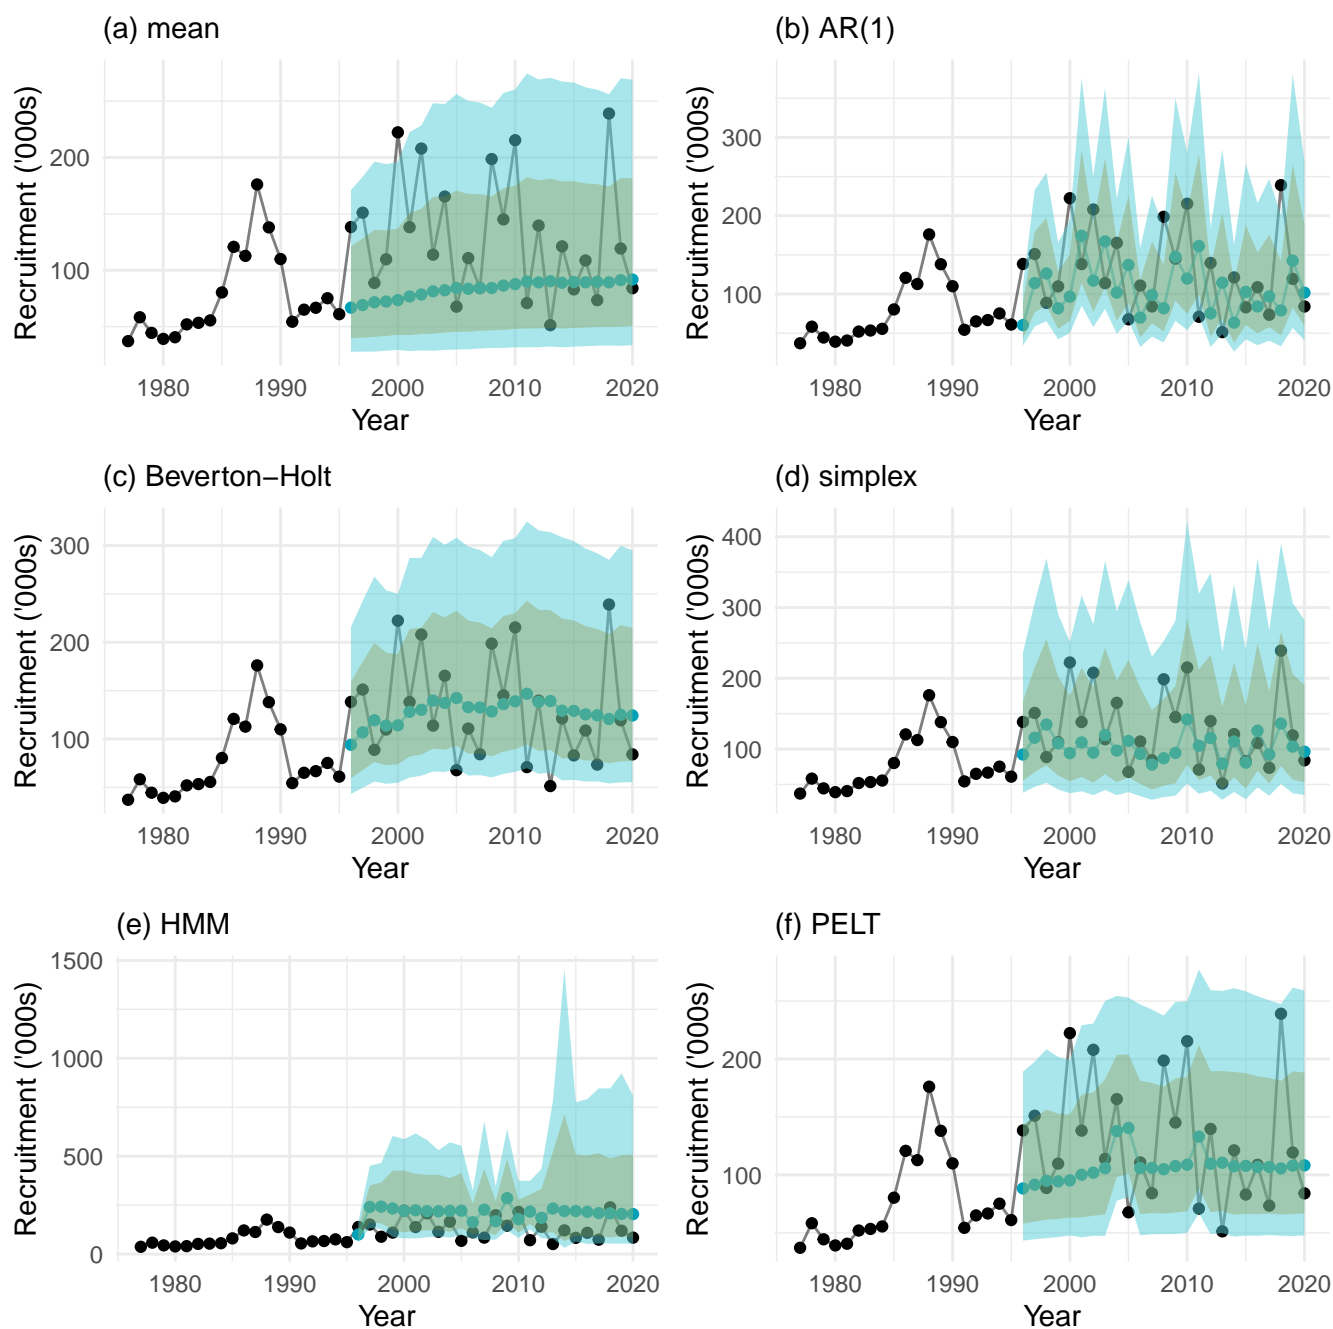 (a) mean
Recruitment ('000s)
200
100
1980 1990 2000 2010 2020
Year
(b) AR(1)
Recruitment ('000s)
300
200
100
1980 1990 2000 2010 2020
Year
(c) Beverton−Holt
Recruitment ('000s)
300
200
100
1980 1990 2000 2010 2020
Year
(d) simplex
Recruitment ('000s)
400
300
200
100
1980 1990 2000 2010 2020
Year
(e) HMM
Recruitment ('000s)
1500
1000
500
0
1980 1990 2000 2010 2020
Year
(f) PELT
Recruitment ('000s)
200
100
1980 1990 2000 2010 2020
Year